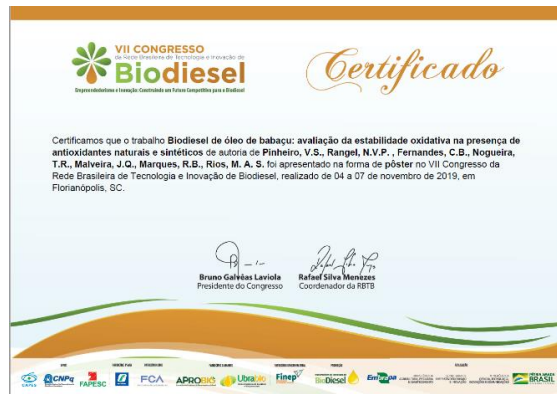 VII CONGRESSO
da Rede Brasileira de Tecnologia e Inovação de
Biodiesel
Empreendedorismo e Inovação: Construindo um Futuro Competitivo para o Biodiesel
Certificado
Certificamos que o trabalho Biodiesel de óleo de babaçu: avaliação da estabilidade oxidativa na presença de
antioxidantes naturais e sintéticos de autoria de Pinheiro, V.S., Rangel, N.V.P. , Fernandes, C.B., Nogueira,
T.R., Malveira, J.Q., Marques, R.B., Rios, M. A. S. foi apresentado na forma de pôster no VII Congresso da
Rede Brasileira de Tecnologia e Inovação de Biodiesel, realizado de 04 a 07 de novembro de 2019, em
Florianópolis, SC.
Bruno Galvêas Laviola
Presidente do Congresso
Rafael Silva Menezes
Coordenador da RBTB
CAPES CNPq FAPESC FCA APROBIO Ubrabio Finep BioDiesel Embrapa PÁTRIA AMADA BRASIL